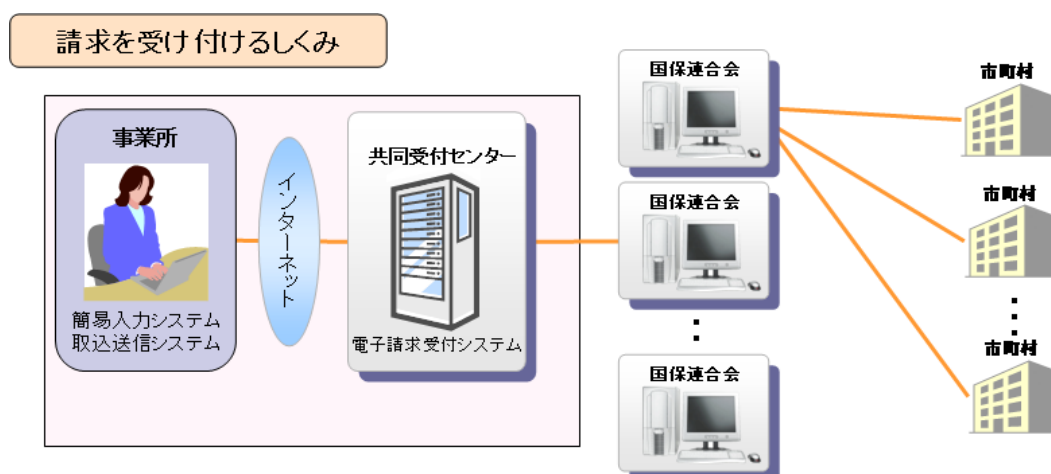 請求を受け付けるしくみ
事業所
簡易入力システム
取込送信システム
インターネット
共同受付センター
電子請求受付システム
国保連合会
国保連合会
国保連合会
市町村
市町村
市町村